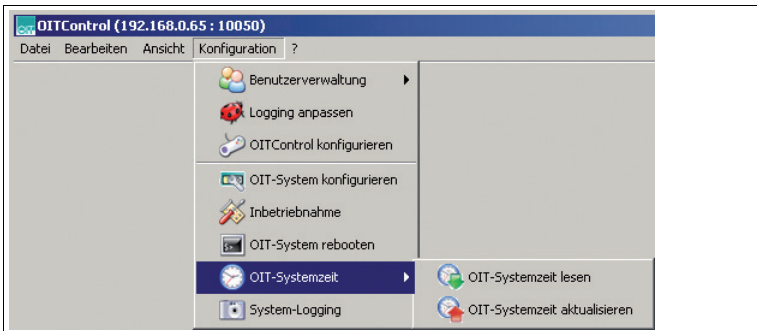 OIT OITControl (192.168.0.65 : 10050)
Datei Bearbeiten Ansicht Konfiguration ?
Benutzerverwaltung
Logging anpassen
OITControl konfigurieren
OIT-System konfigurieren
Inbetriebnahme
OIT-System rebooten
OIT-Systemzeit
OIT-Systemzeit lesen
System-Logging
OIT-Systemzeit aktualisieren